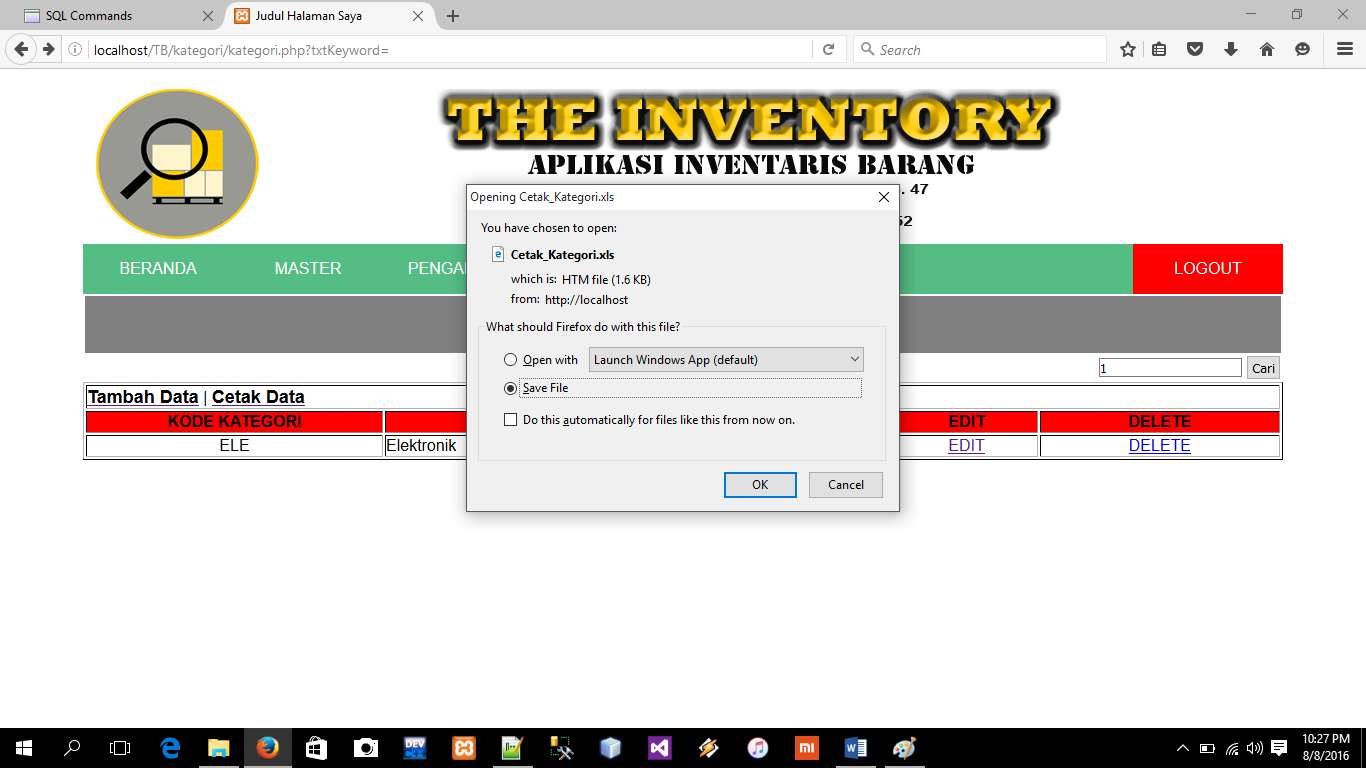 SQL Commands
Judul Halaman Saya
localhost/TB/kategori/kategori.php?txtKeyword=
Search
THE INVENTORY
APLIKASI INVENTARIS BARANG
. 47
52
BERANDA MASTER PENGA LOGOUT
Opening Cetak_Kategori.xls
You have chosen to open:
Cetak_Kategori.xls
which is: HTM file (1.6 KB)
from: http://localhost
What should Firefox do with this file?
Open with Launch Windows App (default)
Save File
Do this automatically for files like this from now on.
OK Cancel
1 Cari
Tambah Data | Cetak Data
KODE KATEGORI EDIT DELETE
ELE Elektronik EDIT DELETE
DEV
mi
10:27 PM
8/8/2016